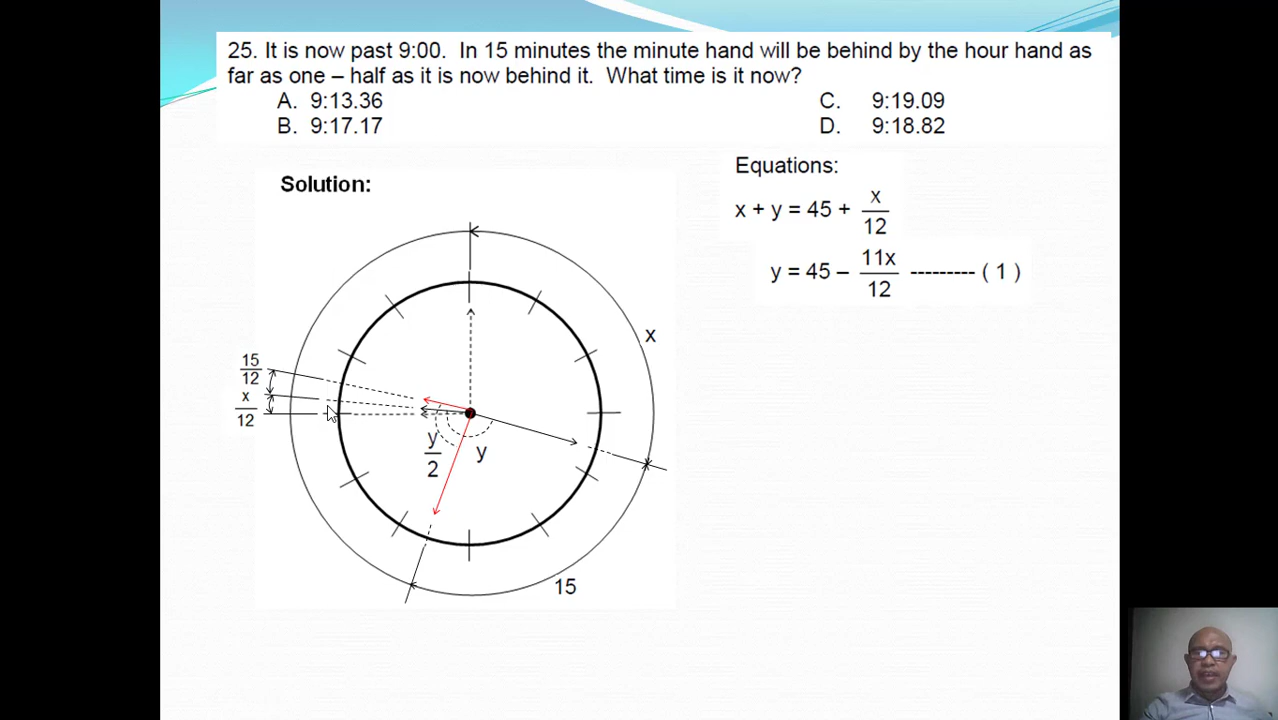 25. It is now past 9:00. In 15 minutes the minute hand will be behind by the hour hand as
far as one – half as it is now behind it. What time is it now?
A. 9:13.36
B. 9:17.17
C. 9:19.09
D. 9:18.82
Solution:
Equations:
x + y = 45 + x/12
y = 45 – 11x/12 --------- ( 1 )
x
15/12
x/12
y/2
y
15